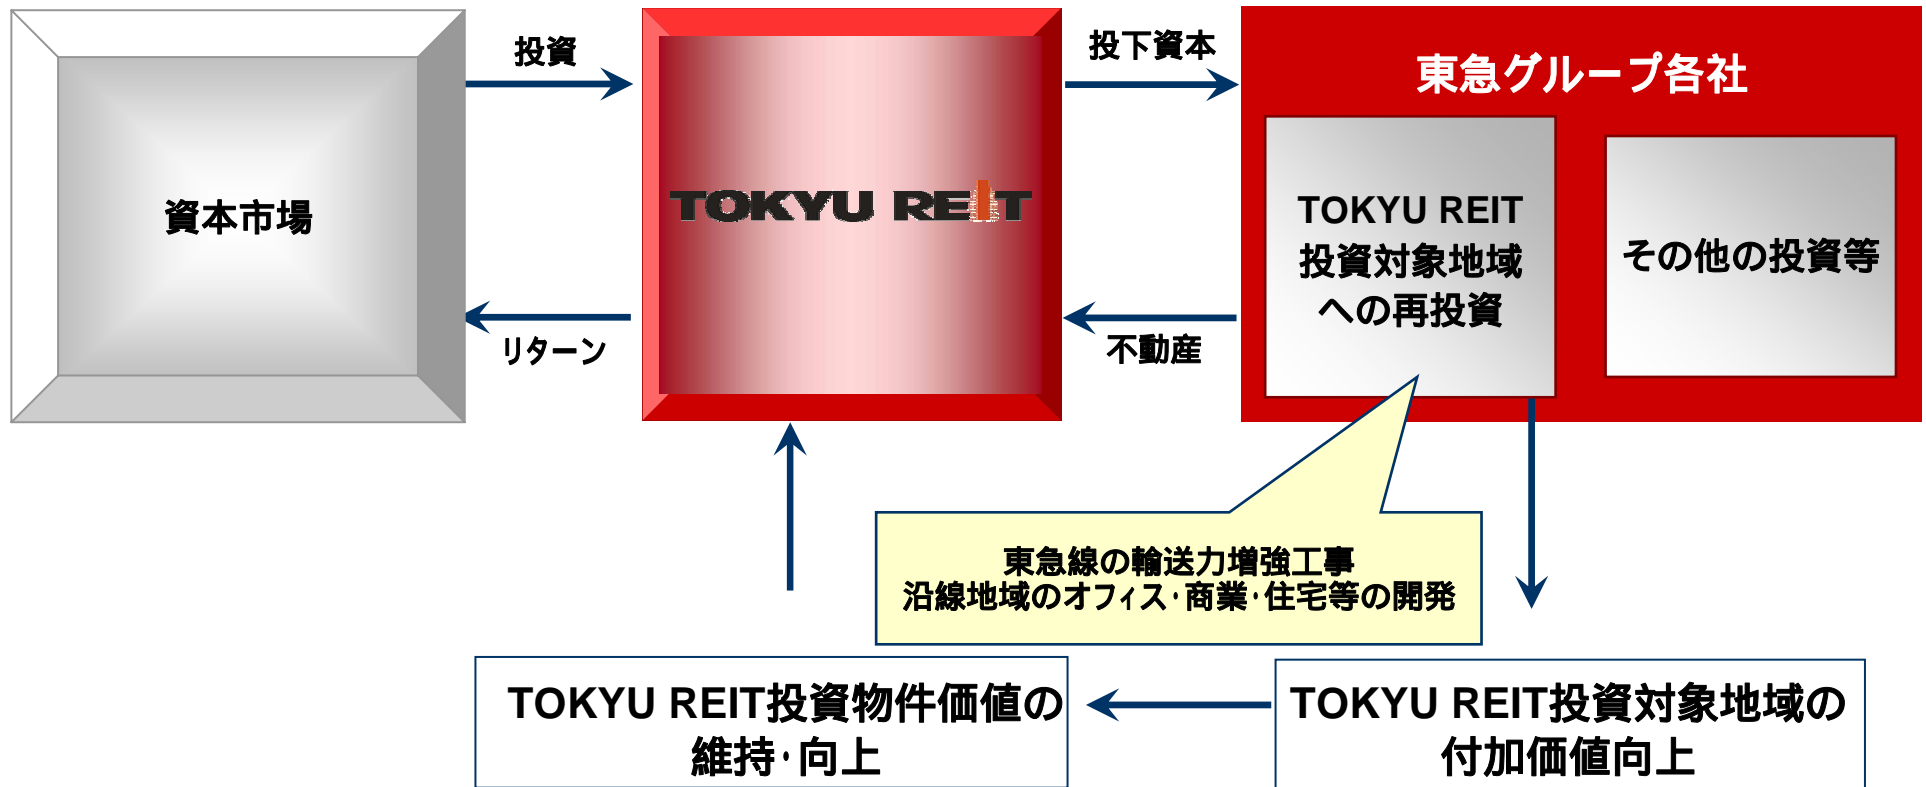 投資
投下資本
東急グループ各社
資本市場
TOKYU REIT
TOKYU REIT
投資対象地域
への再投資
その他の投資等
リターン
不動産
東急線の輸送力増強工事
沿線地域のオフィス･商業･住宅等の開発
TOKYU REIT投資物件価値の
維持･向上
TOKYU REIT投資対象地域の
付加価値向上